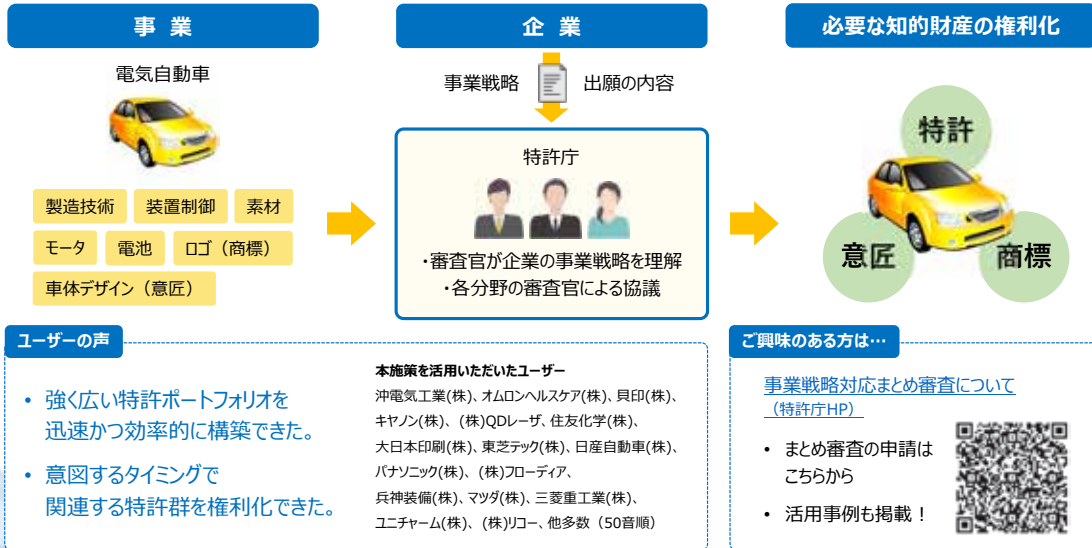 事 業
企 業
必要な知的財産の権利化
電気自動車
製造技術
装置制御
素材
モータ
電池
ロゴ（商標）
車体デザイン（意匠）
事業戦略
出願の内容
特許庁
・審査官が企業の事業戦略を理解
・各分野の審査官による協議
特許
意匠
商標
ユーザーの声
• 強く広い特許ポートフォリオを
迅速かつ効率的に構築できた。
• 意図するタイミングで
関連する特許群を権利化できた。
本施策を活用いただいたユーザー
沖電気工業(株)、オムロンヘルスケア(株)、貝印(株)、
キヤノン(株)、(株)QDレーザ、住友化学(株)、
大日本印刷(株)、東芝テック(株)、日産自動車(株)、
パナソニック(株)、(株)フローディア、
兵神装備(株)、マツダ(株)、三菱重工業(株)、
ユニチャーム(株)、(株)リコー、他多数（50音順）
ご興味のある方は…
事業戦略対応まとめ審査について
（特許庁HP）
• まとめ審査の申請は
こちらから
• 活用事例も掲載！